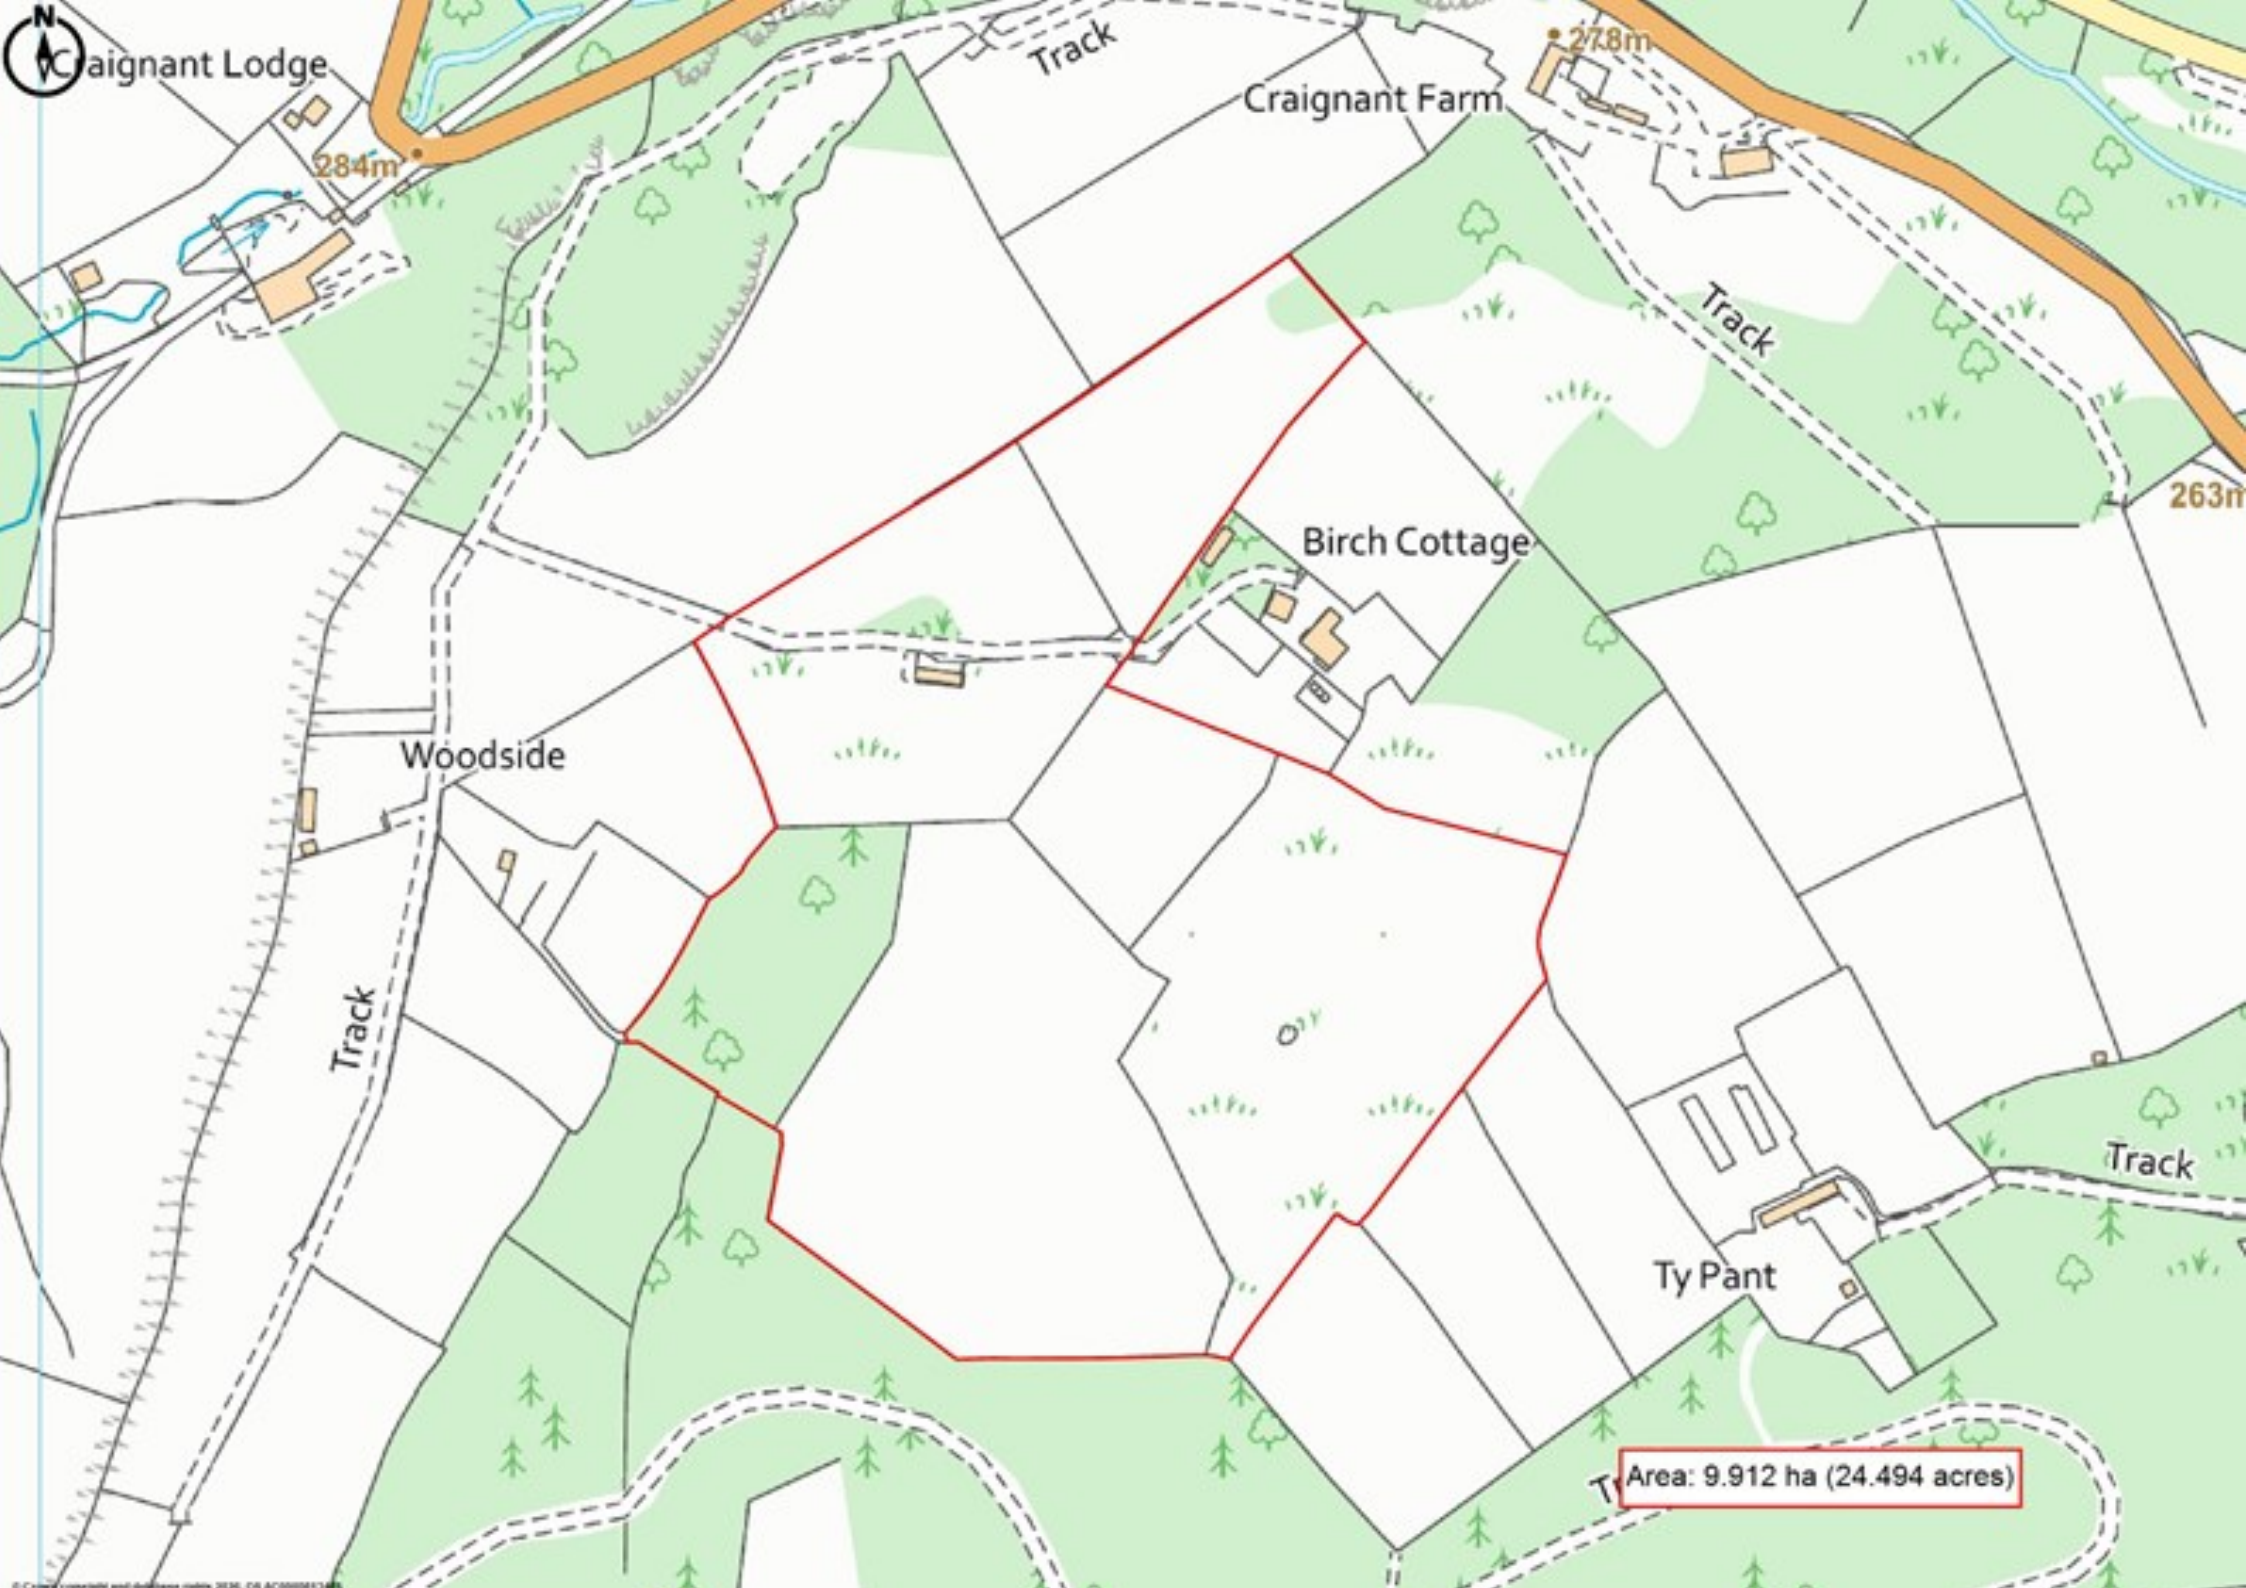 N
Craignant Lodge
Track
278m
Craignant Farm
284m
Track
263m
Birch Cottage
Woodside
Track
Track
Ty Pant
Area: 9.912 ha (24.494 acres)